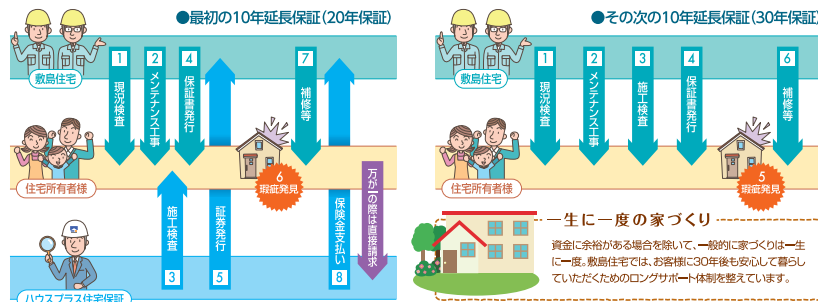 ●最初の10年延長保証（20年保証）
敷島住宅
1 現況検査
2 メンテナンス工事
4 保証書発行
7 補修等
住宅所有者様
6
瑕疵発見
3 施工検査
5 証券発行
8 保険金支払い
万が一の際は直接請求
ハウスプラス住宅保証
●その次の10年延長保証（30年保証）
敷島住宅
1 現況検査
2 メンテナンス工事
3 施工検査
4 保証書発行
6 補修等
住宅所有者様
5
瑕疵発見
一生に一度の家づくり
資金に余裕がある場合を除いて、一般的に家づくりは一生
に一度。敷島住宅では、お客様に30年後も安心して暮らし
ていただくためのロングサポート体制を整えています。